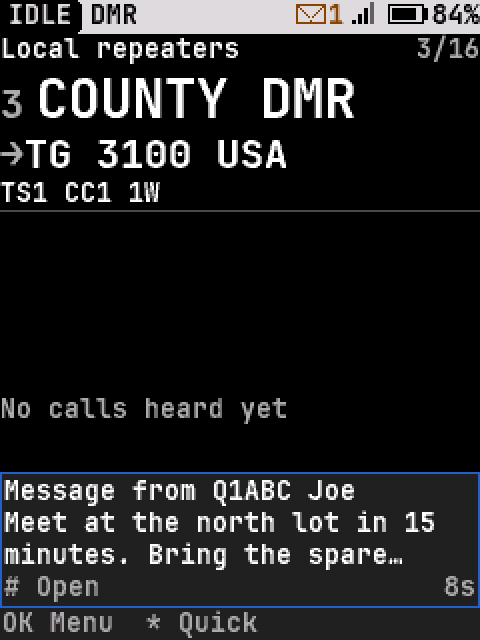 IDLE DMR 1 84%
Local repeaters 3/16
3 COUNTY DMR
→TG 3100 USA
TS1 CC1 1W
No calls heard yet
Message from Q1ABC Joe
Meet at the north lot in 15
minutes. Bring the spare…
# Open 8s
OK Menu * Quick